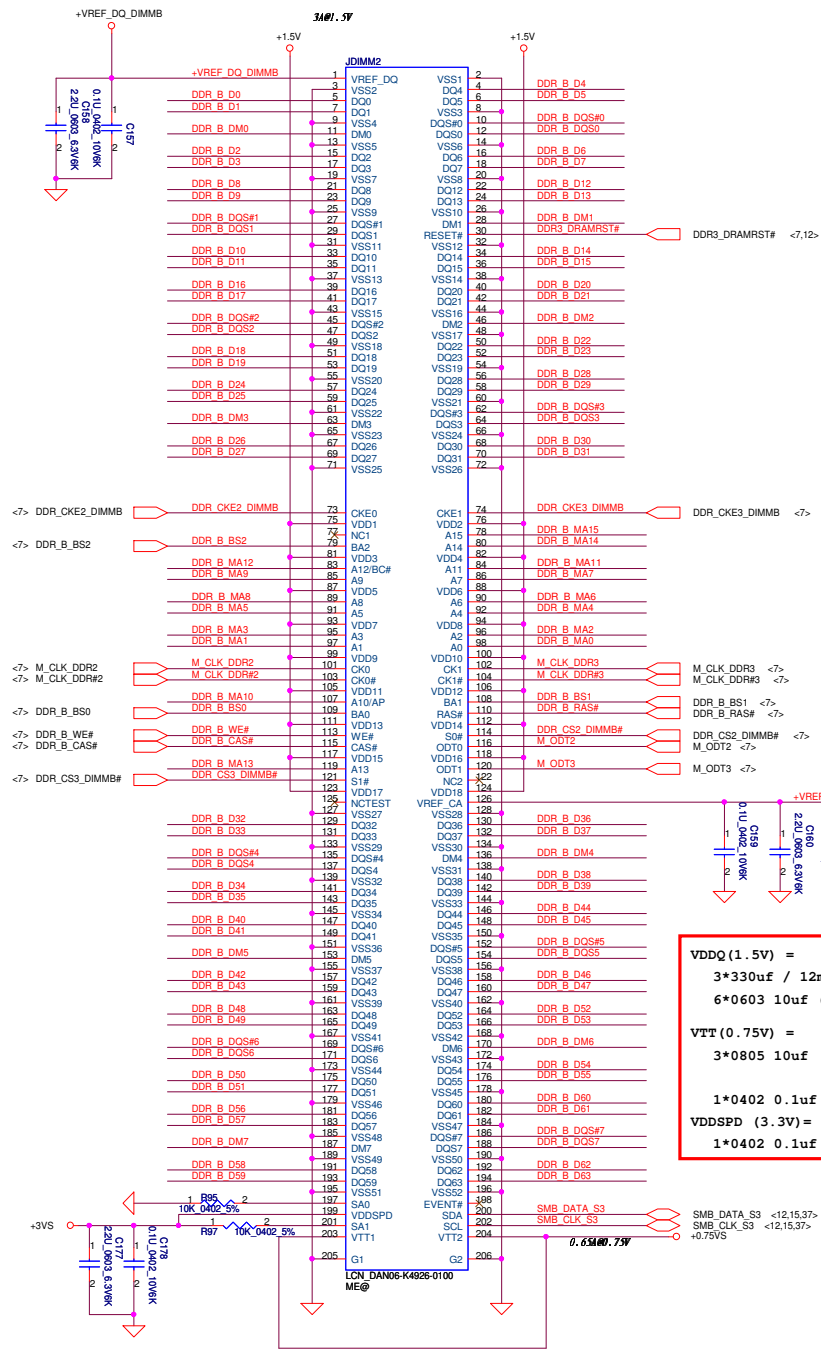 +VREF_DQ_DIMMB
3A@1.5V
+1.5V
+1.5V
JDIMM2
+VREF_DQ_DIMMB 1 VREF_DQ VSS1 2
3 VSS2 DQ4 4 DDR_B_D4
DDR_B_D0 5 DQ0 DQ5 6 DDR_B_D5
DDR_B_D1 7 DQ1 VSS3 8
9 VSS4 DQS#0 10 DDR_B_DQS#0
DDR_B_DM0 11 DM0 DQS0 12 DDR_B_DQS0
13 VSS5 VSS6 14
DDR_B_D2 15 DQ2 DQ6 16 DDR_B_D6
DDR_B_D3 17 DQ3 DQ7 18 DDR_B_D7
19 VSS7 VSS8 20
DDR_B_D8 21 DQ8 DQ12 22 DDR_B_D12
DDR_B_D9 23 DQ9 DQ13 24 DDR_B_D13
25 VSS9 VSS10 26
DDR_B_DQS#1 27 DQS#1 DM1 28 DDR_B_DM1
DDR_B_DQS1 29 DQS1 RESET# 30 DDR3_DRAMRST# DDR3_DRAMRST# <7,12>
31 VSS11 VSS12 32
DDR_B_D10 33 DQ10 DQ14 34 DDR_B_D14
DDR_B_D11 35 DQ11 DQ15 36 DDR_B_D15
37 VSS13 VSS14 38
DDR_B_D16 39 DQ16 DQ20 40 DDR_B_D20
DDR_B_D17 41 DQ17 DQ21 42 DDR_B_D21
43 VSS15 VSS16 44
DDR_B_DQS#2 45 DQS#2 DM2 46 DDR_B_DM2
DDR_B_DQS2 47 DQS2 VSS17 48
49 VSS18 DQ22 50 DDR_B_D22
DDR_B_D18 51 DQ18 DQ23 52 DDR_B_D23
DDR_B_D19 53 DQ19 VSS19 54
55 VSS20 DQ28 56 DDR_B_D28
DDR_B_D24 57 DQ24 DQ29 58 DDR_B_D29
DDR_B_D25 59 DQ25 VSS21 60
61 VSS22 DQS#3 62 DDR_B_DQS#3
DDR_B_DM3 63 DM3 DQS3 64 DDR_B_DQS3
65 VSS23 VSS24 66
DDR_B_D26 67 DQ26 DQ30 68 DDR_B_D30
DDR_B_D27 69 DQ27 DQ31 70 DDR_B_D31
71 VSS25 VSS26 72
<7> DDR_CKE2_DIMMB DDR_CKE2_DIMMB 73 CKE0 CKE1 74 DDR_CKE3_DIMMB DDR_CKE3_DIMMB <7>
75 VDD1 VDD2 76
77 NC1 A15 78 DDR_B_MA15
<7> DDR_B_BS2 DDR_B_BS2 79 BA2 A14 80 DDR_B_MA14
81 VDD3 VDD4 82
DDR_B_MA12 83 A12/BC# A11 84 DDR_B_MA11
DDR_B_MA9 85 A9 A7 86 DDR_B_MA7
87 VDD5 VDD6 88
DDR_B_MA8 89 A8 A6 90 DDR_B_MA6
DDR_B_MA5 91 A5 A4 92 DDR_B_MA4
93 VDD7 VDD8 94
DDR_B_MA3 95 A3 A2 96 DDR_B_MA2
DDR_B_MA1 97 A1 A0 98 DDR_B_MA0
99 VDD9 VDD10 100
<7> M_CLK_DDR2 M_CLK_DDR2 101 CK0 CK1 102 M_CLK_DDR3 M_CLK_DDR3 <7>
<7> M_CLK_DDR#2 M_CLK_DDR#2 103 CK0# CK1# 104 M_CLK_DDR#3 M_CLK_DDR#3 <7>
105 VDD11 VDD12 106
DDR_B_MA10 107 A10/AP BA1 108 DDR_B_BS1 DDR_B_BS1 <7>
<7> DDR_B_BS0 DDR_B_BS0 109 BA0 RAS# 110 DDR_B_RAS# DDR_B_RAS# <7>
111 VDD13 VDD14 112
<7> DDR_B_WE# DDR_B_WE# 113 WE# S0# 114 DDR_CS2_DIMMB# DDR_CS2_DIMMB# <7>
<7> DDR_B_CAS# DDR_B_CAS# 115 CAS# ODT0 116 M_ODT2 M_ODT2 <7>
117 VDD15 VDD16 118
DDR_B_MA13 119 A13 ODT1 120 M_ODT3 M_ODT3 <7>
<7> DDR_CS3_DIMMB# DDR_CS3_DIMMB# 121 S1# NC2 122
123 VDD17 VDD18 124
125 NCTEST VREF_CA 126 +VREF
127 VSS27 VSS28 128
DDR_B_D32 129 DQ32 DQ36 130 DDR_B_D36
DDR_B_D33 131 DQ33 DQ37 132 DDR_B_D37
133 VSS29 VSS30 134
DDR_B_DQS#4 135 DQS#4 DM4 136 DDR_B_DM4
DDR_B_DQS4 137 DQS4 VSS31 138
139 VSS32 DQ38 140 DDR_B_D38
DDR_B_D34 141 DQ34 DQ39 142 DDR_B_D39
DDR_B_D35 143 DQ35 VSS33 144
145 VSS34 DQ44 146 DDR_B_D44
DDR_B_D40 147 DQ40 DQ45 148 DDR_B_D45
DDR_B_D41 149 DQ41 VSS35 150
151 VSS36 DQS#5 152 DDR_B_DQS#5
DDR_B_DM5 153 DM5 DQS5 154 DDR_B_DQS5
155 VSS37 VSS38 156
DDR_B_D42 157 DQ42 DQ46 158 DDR_B_D46
DDR_B_D43 159 DQ43 DQ47 160 DDR_B_D47
161 VSS39 VSS40 162
DDR_B_D48 163 DQ48 DQ52 164 DDR_B_D52
DDR_B_D49 165 DQ49 DQ53 166 DDR_B_D53
167 VSS41 VSS42 168
DDR_B_DQS#6 169 DQS#6 DM6 170 DDR_B_DM6
DDR_B_DQS6 171 DQS6 VSS43 172
173 VSS44 DQ54 174 DDR_B_D54
DDR_B_D50 175 DQ50 DQ55 176 DDR_B_D55
DDR_B_D51 177 DQ51 VSS45 178
179 VSS46 DQ60 180 DDR_B_D60
DDR_B_D56 181 DQ56 DQ61 182 DDR_B_D61
DDR_B_D57 183 DQ57 VSS47 184
185 VSS48 DQS#7 186 DDR_B_DQS#7
DDR_B_DM7 187 DM7 DQS7 188 DDR_B_DQS7
189 VSS49 VSS50 190
DDR_B_D58 191 DQ58 DQ62 192 DDR_B_D62
DDR_B_D59 193 DQ59 DQ63 194 DDR_B_D63
195 VSS51 VSS52 196
1 R95 2 197 SA0 EVENT# 198
10K_0402_5%
199 VDDSPD SDA 200 SMB_DATA_S3 SMB_DATA_S3 <12,15,37>
+3VS 1 2 201 SA1 SCL 202 SMB_CLK_S3 SMB_CLK_S3 <12,15,37>
R97 10K_0402_5%
203 VTT1 VTT2 204 +0.75VS
0.65A@0.75V
205 G1 G2 206
LCN_DAN06-K4926-0100
ME@
1 2 C158 2.2U_0603_6.3V6K
1 2 C157 0.1U_0402_10V6K
1 2 C159 0.1U_0402_10V6K
1 2 C160 2.2U_0603_6.3V6K
1 2 C177 2.2U_0603_6.3V6K
1 2 C178 0.1U_0402_10V6K
VDDQ(1.5V) =
3*330uf / 12m
6*0603 10uf
VTT(0.75V) =
3*0805 10uf
1*0402 0.1uf
VDDSPD (3.3V)=
1*0402 0.1uf